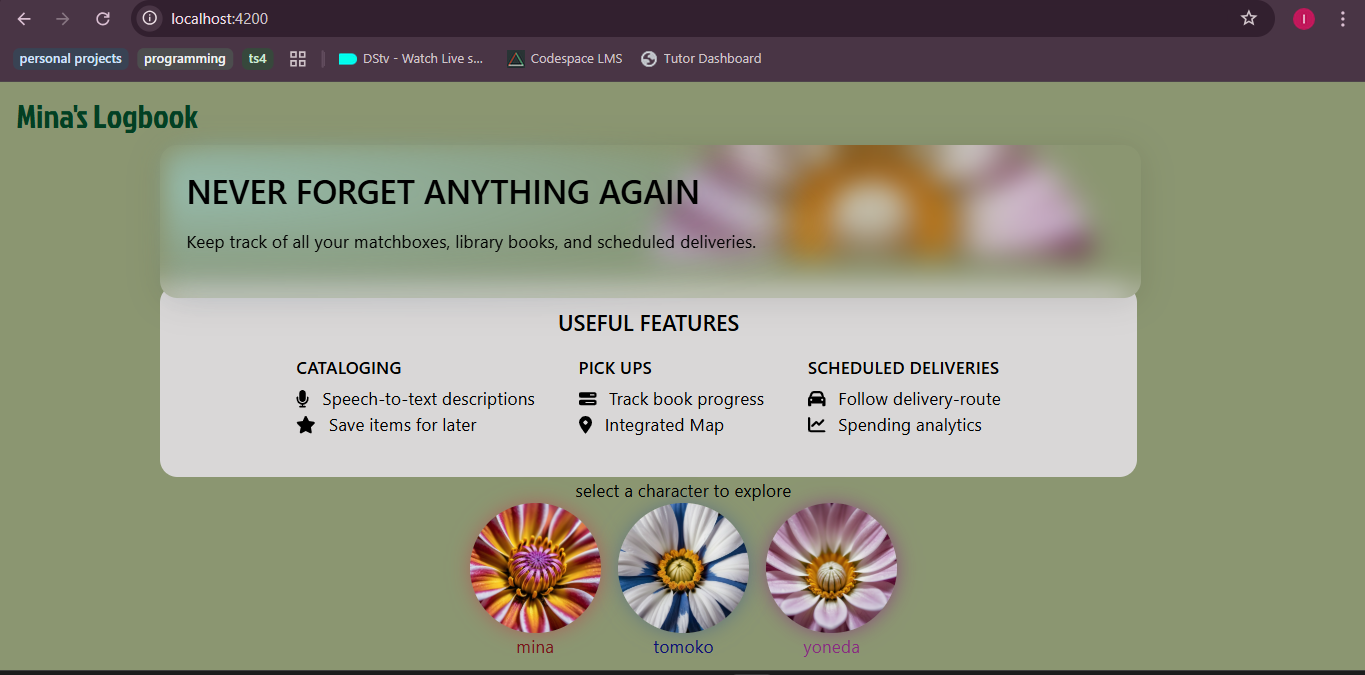 localhost:4200
I
personal projects programming ts4 DStv - Watch Live s... Codespace LMS Tutor Dashboard
Mina's Logbook
NEVER FORGET ANYTHING AGAIN
Keep track of all your matchboxes, library books, and scheduled deliveries.
USEFUL FEATURES
CATALOGING
Speech-to-text descriptions
Save items for later
PICK UPS
Track book progress
Integrated Map
SCHEDULED DELIVERIES
Follow delivery-route
Spending analytics
select a character to explore
mina tomoko yoneda